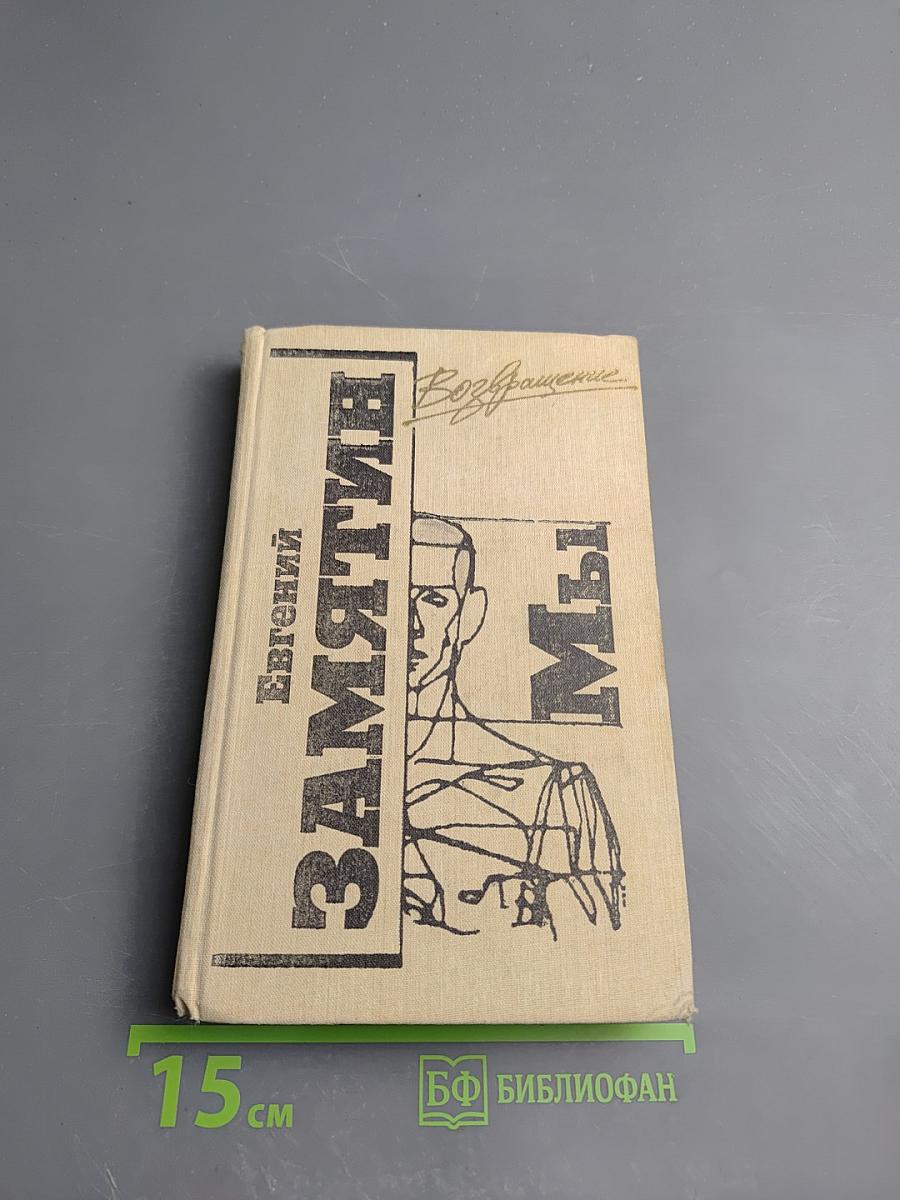 Возвращение
Евгений
ЗАМЯТИН
Мы
15 см
БФ БИБЛИОФАН